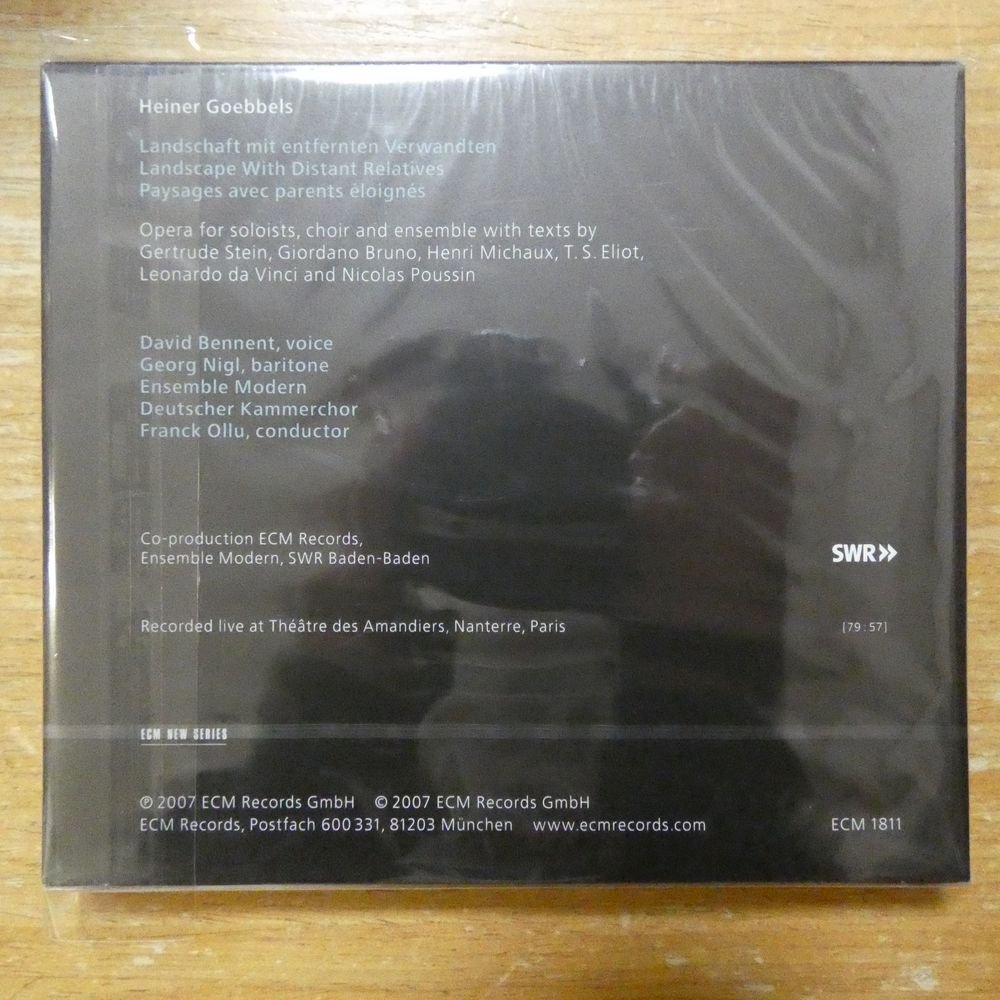 Heiner Goebbels
Landschaft mit entfernten Verwandten
Landscape With Distant Relatives
Paysages avec parents éloignés
Opera for soloists, choir and ensemble with texts by
Gertrude Stein, Giordano Bruno, Henri Michaux, T. S. Eliot,
Leonardo da Vinci and Nicolas Poussin
David Bennent, voice
Georg Nigl, baritone
Ensemble Modern
Deutscher Kammerchor
Franck Ollu, conductor
Co-production ECM Records,
Ensemble Modern, SWR Baden-Baden
SWR»
Recorded live at Théâtre des Amandiers, Nanterre, Paris
[79:57]
ECM NEW SERIES
℗ 2007 ECM Records GmbH © 2007 ECM Records GmbH
ECM Records, Postfach 600 331, 81203 München www.ecmrecords.com
ECM 1811